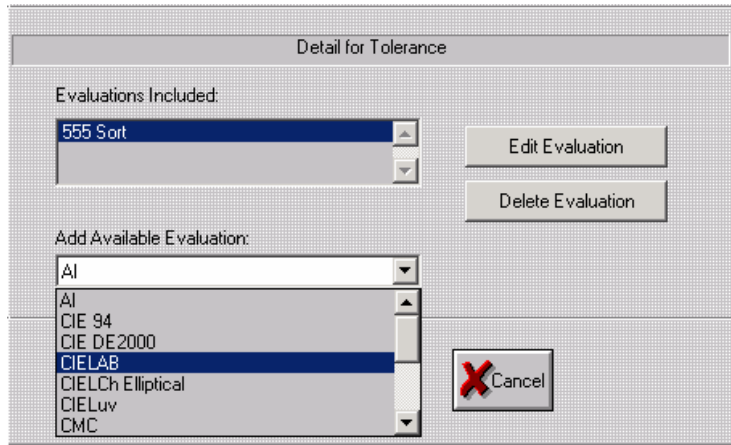 Detail for Tolerance
Evaluations Included:
555 Sort
Edit Evaluation
Delete Evaluation
Add Available Evaluation:
AI
AI
CIE 94
CIE DE2000
CIELAB
CIELCh Elliptical
CIELuv
CMC
Cancel